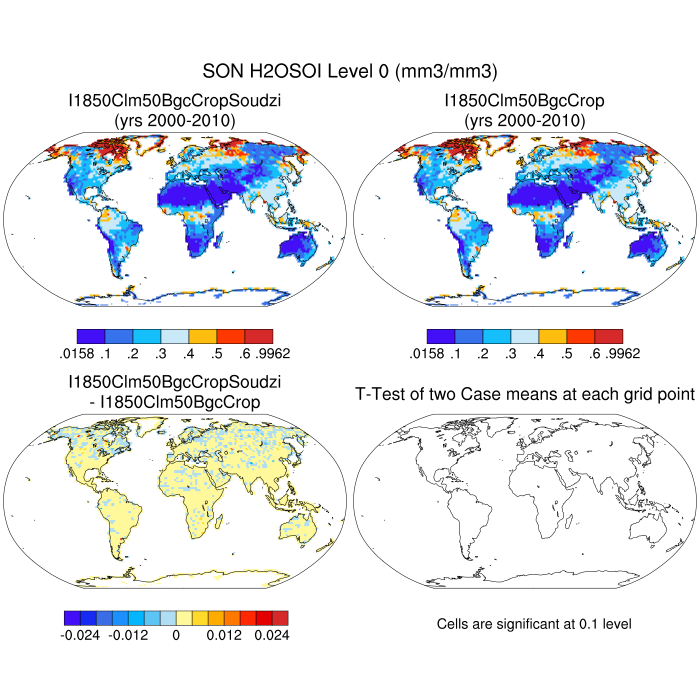 SON H2OSOI Level 0 (mm3/mm3)
I1850Clm50BgcCropSoudzi
(yrs 2000-2010)
I1850Clm50BgcCrop
(yrs 2000-2010)
.0158 .1 .2 .3 .4 .5 .6 .9962
.0158 .1 .2 .3 .4 .5 .6 .9962
I1850Clm50BgcCropSoudzi
- I1850Clm50BgcCrop
T-Test of two Case means at each grid point
-0.024 -0.012 0 0.012 0.024
Cells are significant at 0.1 level